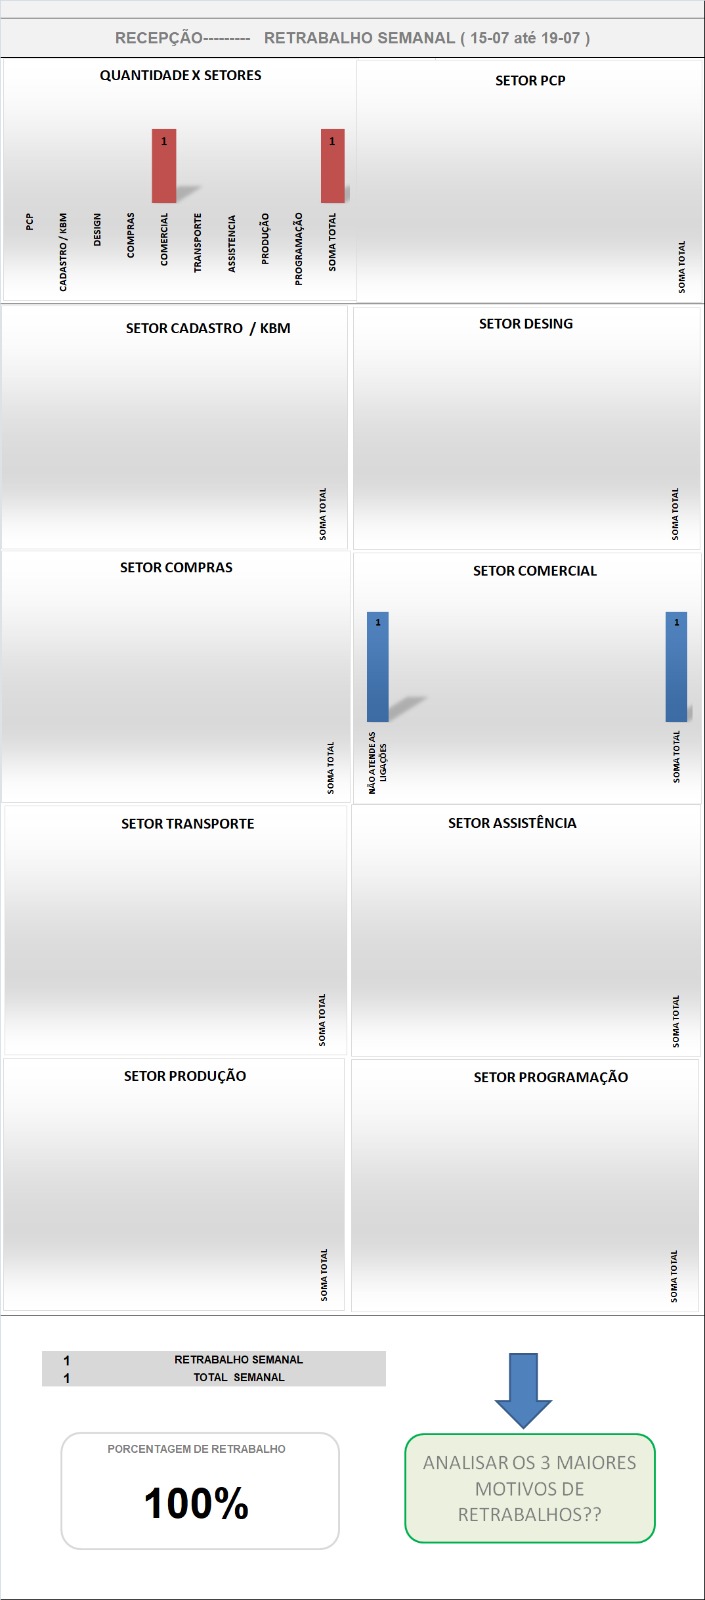 RECEPÇÃO--------- RETRABALHO SEMANAL ( 15-07 até 19-07 )
QUANTIDADE X SETORES
1
1
PCP
CADASTRO / KBM
DESIGN
COMPRAS
COMERCIAL
TRANSPORTE
ASSISTENCIA
PRODUÇÃO
PROGRAMAÇÃO
SOMA TOTAL
SETOR PCP
SOMA TOTAL
SETOR CADASTRO / KBM
SOMA TOTAL
SETOR DESING
SOMA TOTAL
SETOR COMPRAS
SOMA TOTAL
SETOR COMERCIAL
1
1
NÃO ATENDE AS
LIGAÇÕES
SOMA TOTAL
SETOR TRANSPORTE
SOMA TOTAL
SETOR ASSISTÊNCIA
SOMA TOTAL
SETOR PRODUÇÃO
SOMA TOTAL
SETOR PROGRAMAÇÃO
SOMA TOTAL
1 RETRABALHO SEMANAL
1 TOTAL SEMANAL
PORCENTAGEM DE RETRABALHO
100%
ANALISAR OS 3 MAIORES
MOTIVOS DE
RETRABALHOS??